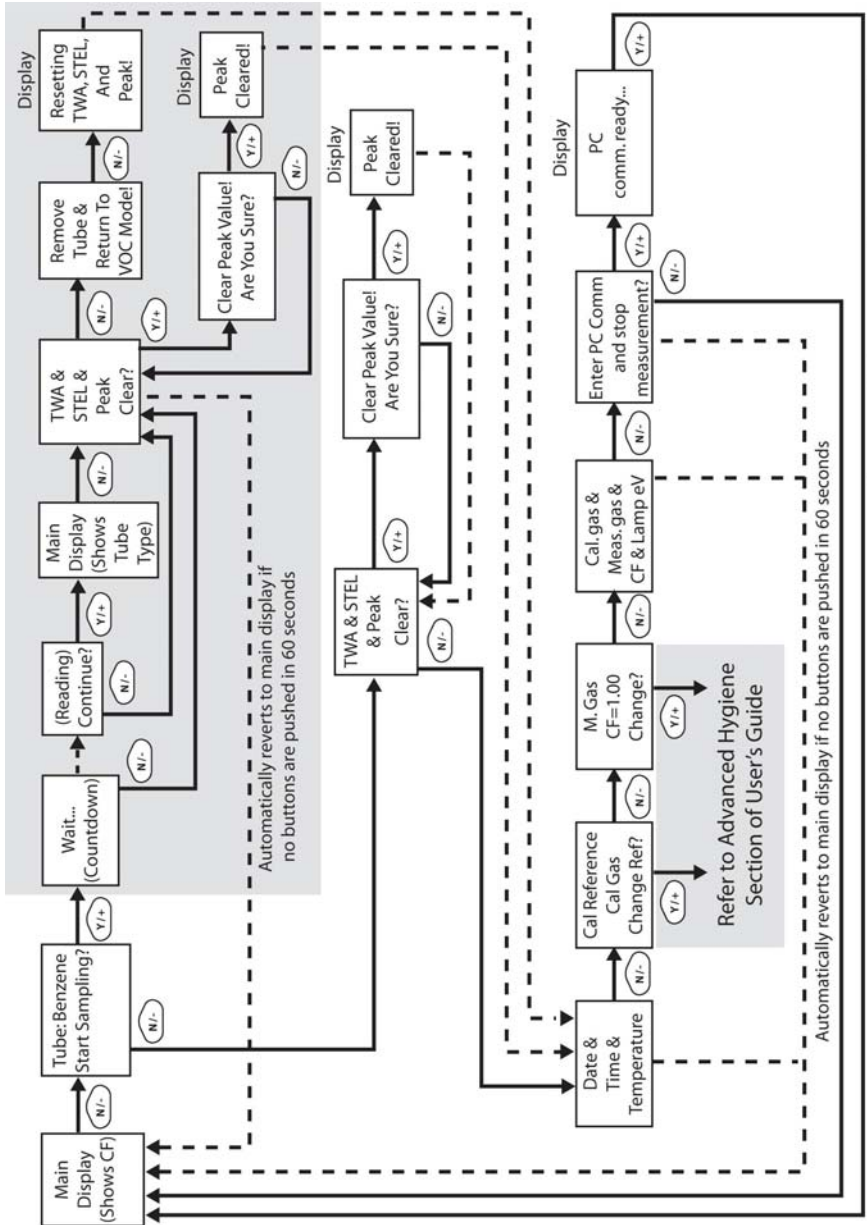 Main
Display
(Shows CF)
N/-
Tube: Benzene
Start Sampling?
Y/+
N/-
Wait...
(Countdown)
N/-
(Reading)
Continue?
Y/+
N/-
Main
Display
(Shows
Tube
Type)
N/-
TWA &
STEL &
Peak
Clear?
N/-
Y/+
Remove
Tube &
Return To
VOC Mode!
N/-
Display
Resetting
TWA, STEL,
And
Peak!
Clear Peak Value!
Are You Sure?
Y/+
N/-
Display
Peak
Cleared!
Automatically reverts to main display if
no buttons are pushed in 60 seconds
TWA & STEL
& Peak
Clear?
Y/+
N/-
Clear Peak Value!
Are You Sure?
Y/+
N/-
Display
Peak
Cleared!
Date &
Time &
Temperature
N/-
Cal Reference
Cal Gas
Change Ref?
N/-
Y/+
M. Gas
CF=1.00
Change?
N/-
Y/+
Cal. gas &
Meas. gas &
CF & Lamp eV
N/-
Enter PC Comm
and stop
measurement?
Y/+
N/-
Display
PC
comm. ready...
Y/+
Refer to Advanced Hygiene
Section of User's Guide
Automatically reverts to main display if no buttons are pushed in 60 seconds